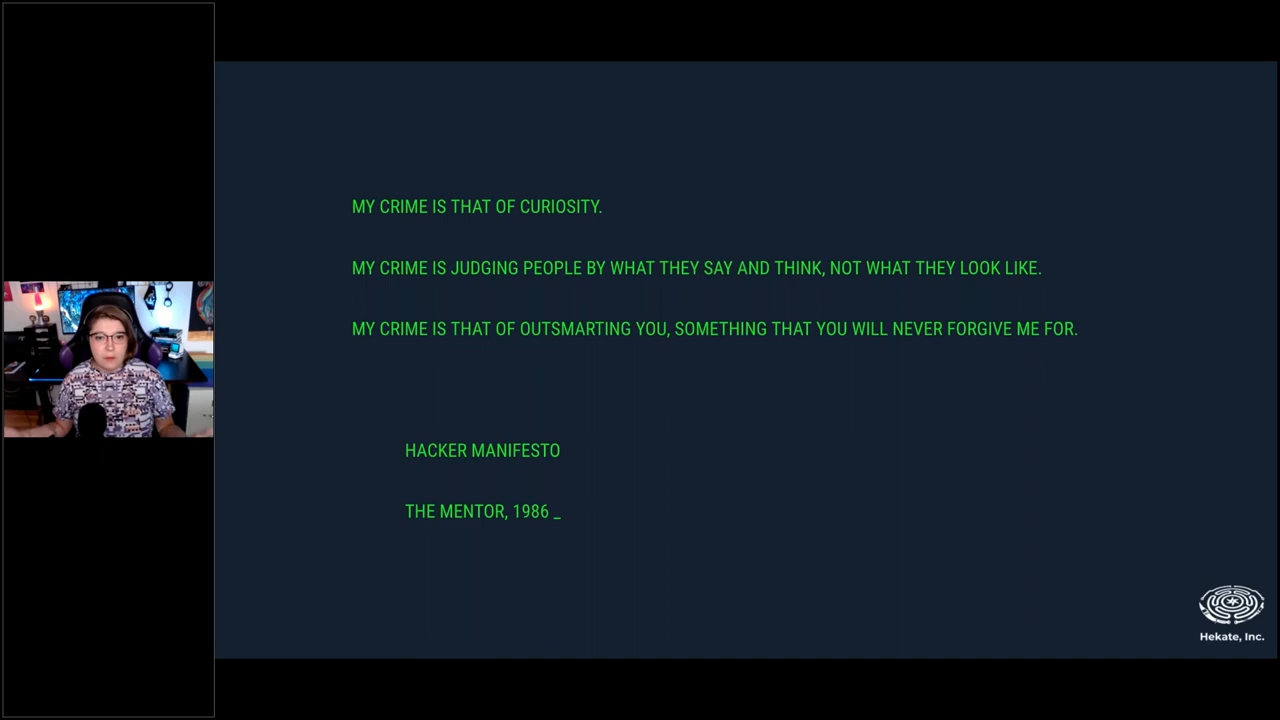 MY CRIME IS THAT OF CURIOSITY.
MY CRIME IS JUDGING PEOPLE BY WHAT THEY SAY AND THINK, NOT WHAT THEY LOOK LIKE.
MY CRIME IS THAT OF OUTSMARTING YOU, SOMETHING THAT YOU WILL NEVER FORGIVE ME FOR.
HACKER MANIFESTO
THE MENTOR, 1986 _
Hekate, Inc.